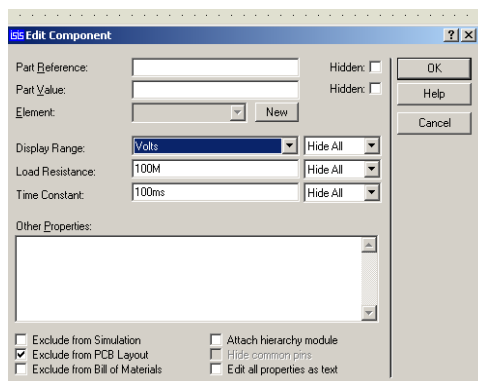 isis Edit Component ? X
Part Reference: Hidden: OK
Part Value: Hidden: Help
Element: New Cancel
Display Range: Volts Hide All
Load Resistance: 100M Hide All
Time Constant: 100ms Hide All
Other Properties:
Exclude from Simulation Attach hierarchy module
Exclude from PCB Layout Hide common pins
Exclude from Bill of Materials Edit all properties as text